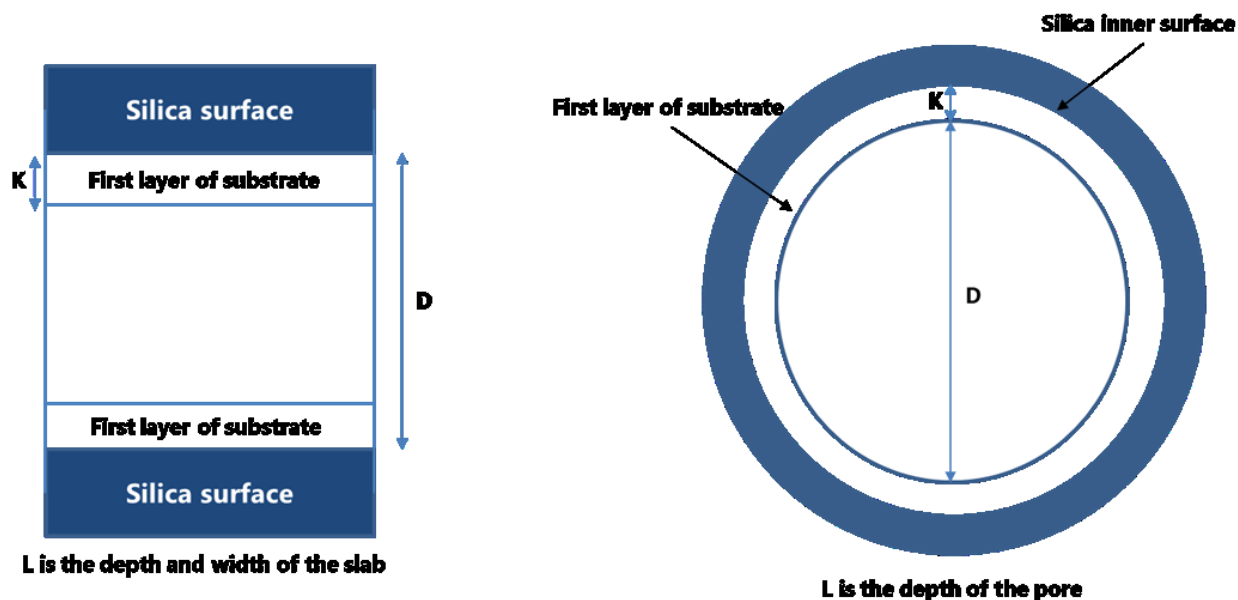 Silica surface
K
First layer of substrate
D
First layer of substrate
Silica surface
L is the depth and width of the slab
Silica inner surface
First layer of substrate
K
D
L is the depth of the pore